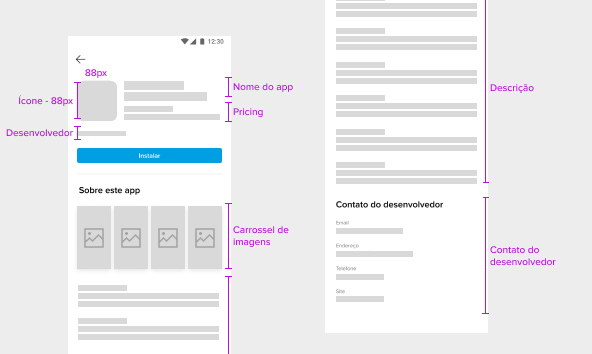 12:30
88px
Ícone - 88px
Nome do app
Pricing
Desenvolvedor
Instalar
Sobre este app
Carrossel de
imagens
Descrição
Contato do desenvolvedor
Email
Endereço
Telefone
Site
Contato do
desenvolvedor